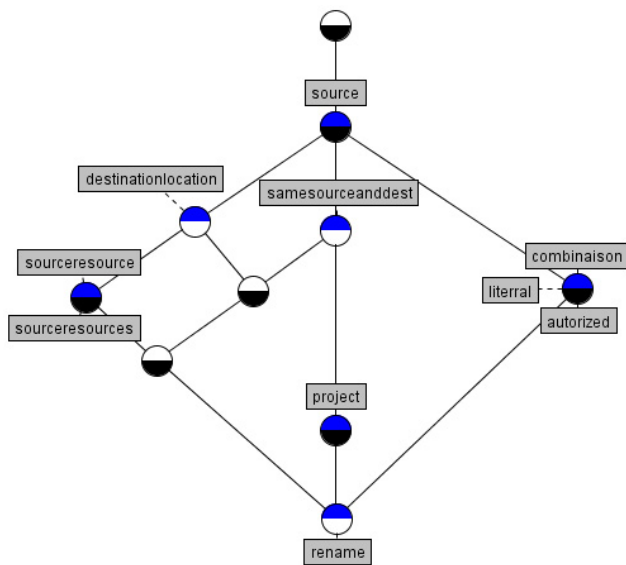 source
destinationlocation
samesourceanddest
sourceresource
combinaison
literral
sourceresources
autorized
project
rename